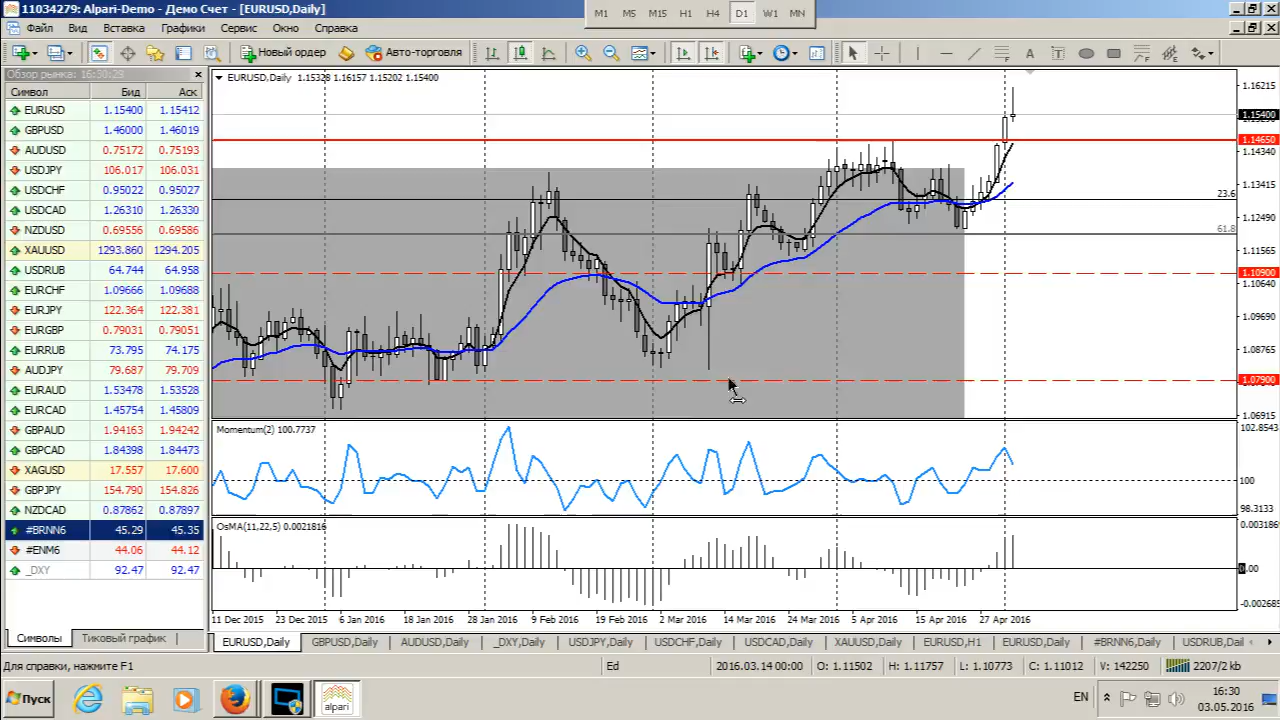 11034279: Alpari-Demo - Демо Счет - [EURUSD,Daily]
M1 M5 M15 H1 H4 D1 W1 MN
Файл Вид Вставка Графики Сервис Окно Справка
Новый ордер Авто-торговля
Обзор рынка: 16:30:29
Символ Бид Аск
EURUSD 1.15400 1.15412
GBPUSD 1.46000 1.46019
AUDUSD 0.75172 0.75193
USDJPY 106.017 106.031
USDCHF 0.95022 0.95027
USDCAD 1.26310 1.26330
NZDUSD 0.69556 0.69586
XAUUSD 1293.860 1294.205
USDRUB 64.744 64.958
EURCHF 1.09666 1.09688
EURJPY 122.364 122.381
EURGBP 0.79031 0.79051
EURRUB 73.795 74.175
AUDJPY 79.687 79.709
EURAUD 1.53478 1.53528
EURCAD 1.45754 1.45809
GBPAUD 1.94163 1.94242
GBPCAD 1.84398 1.84473
XAGUSD 17.557 17.600
GBPJPY 154.790 154.826
NZDCAD 0.87862 0.87897
#BRNN6 45.29 45.35
#ENM6 44.06 44.12
_DXY 92.47 92.47
Символы Тиковый график
EURUSD,Daily 1.15328 1.16157 1.15202 1.15400
1.16215
1.15400
1.14650
1.14340
1.13415
23.6
1.12490
61.8
1.11565
1.10900
1.10640
1.09690
1.08765
1.07900
1.06915
Momentum(2) 100.7737
102.8543
100
98.3133
OsMA(11,22,5) 0.0021816
0.0031869
0.00
11 Dec 2015 23 Dec 2015 6 Jan 2016 18 Jan 2016 28 Jan 2016 9 Feb 2016 19 Feb 2016 2 Mar 2016 14 Mar 2016 24 Mar 2016 5 Apr 2016 15 Apr 2016 27 Apr 2016
EURUSD,Daily GBPUSD,Daily AUDUSD,Daily _DXY,Daily USDJPY,Daily USDCHF,Daily USDCAD,Daily XAUUSD,Daily EURUSD,H1 EURUSD,Daily #BRNN6,Daily USDRUB,Dail
Для справки, нажмите F1 Ed 2016.03.14 00:00 O: 1.11502 H: 1.11757 L: 1.10773 C: 1.11012 V: 142250 2207/2 kb
Пуск alpari EN 16:30
03.05.2016